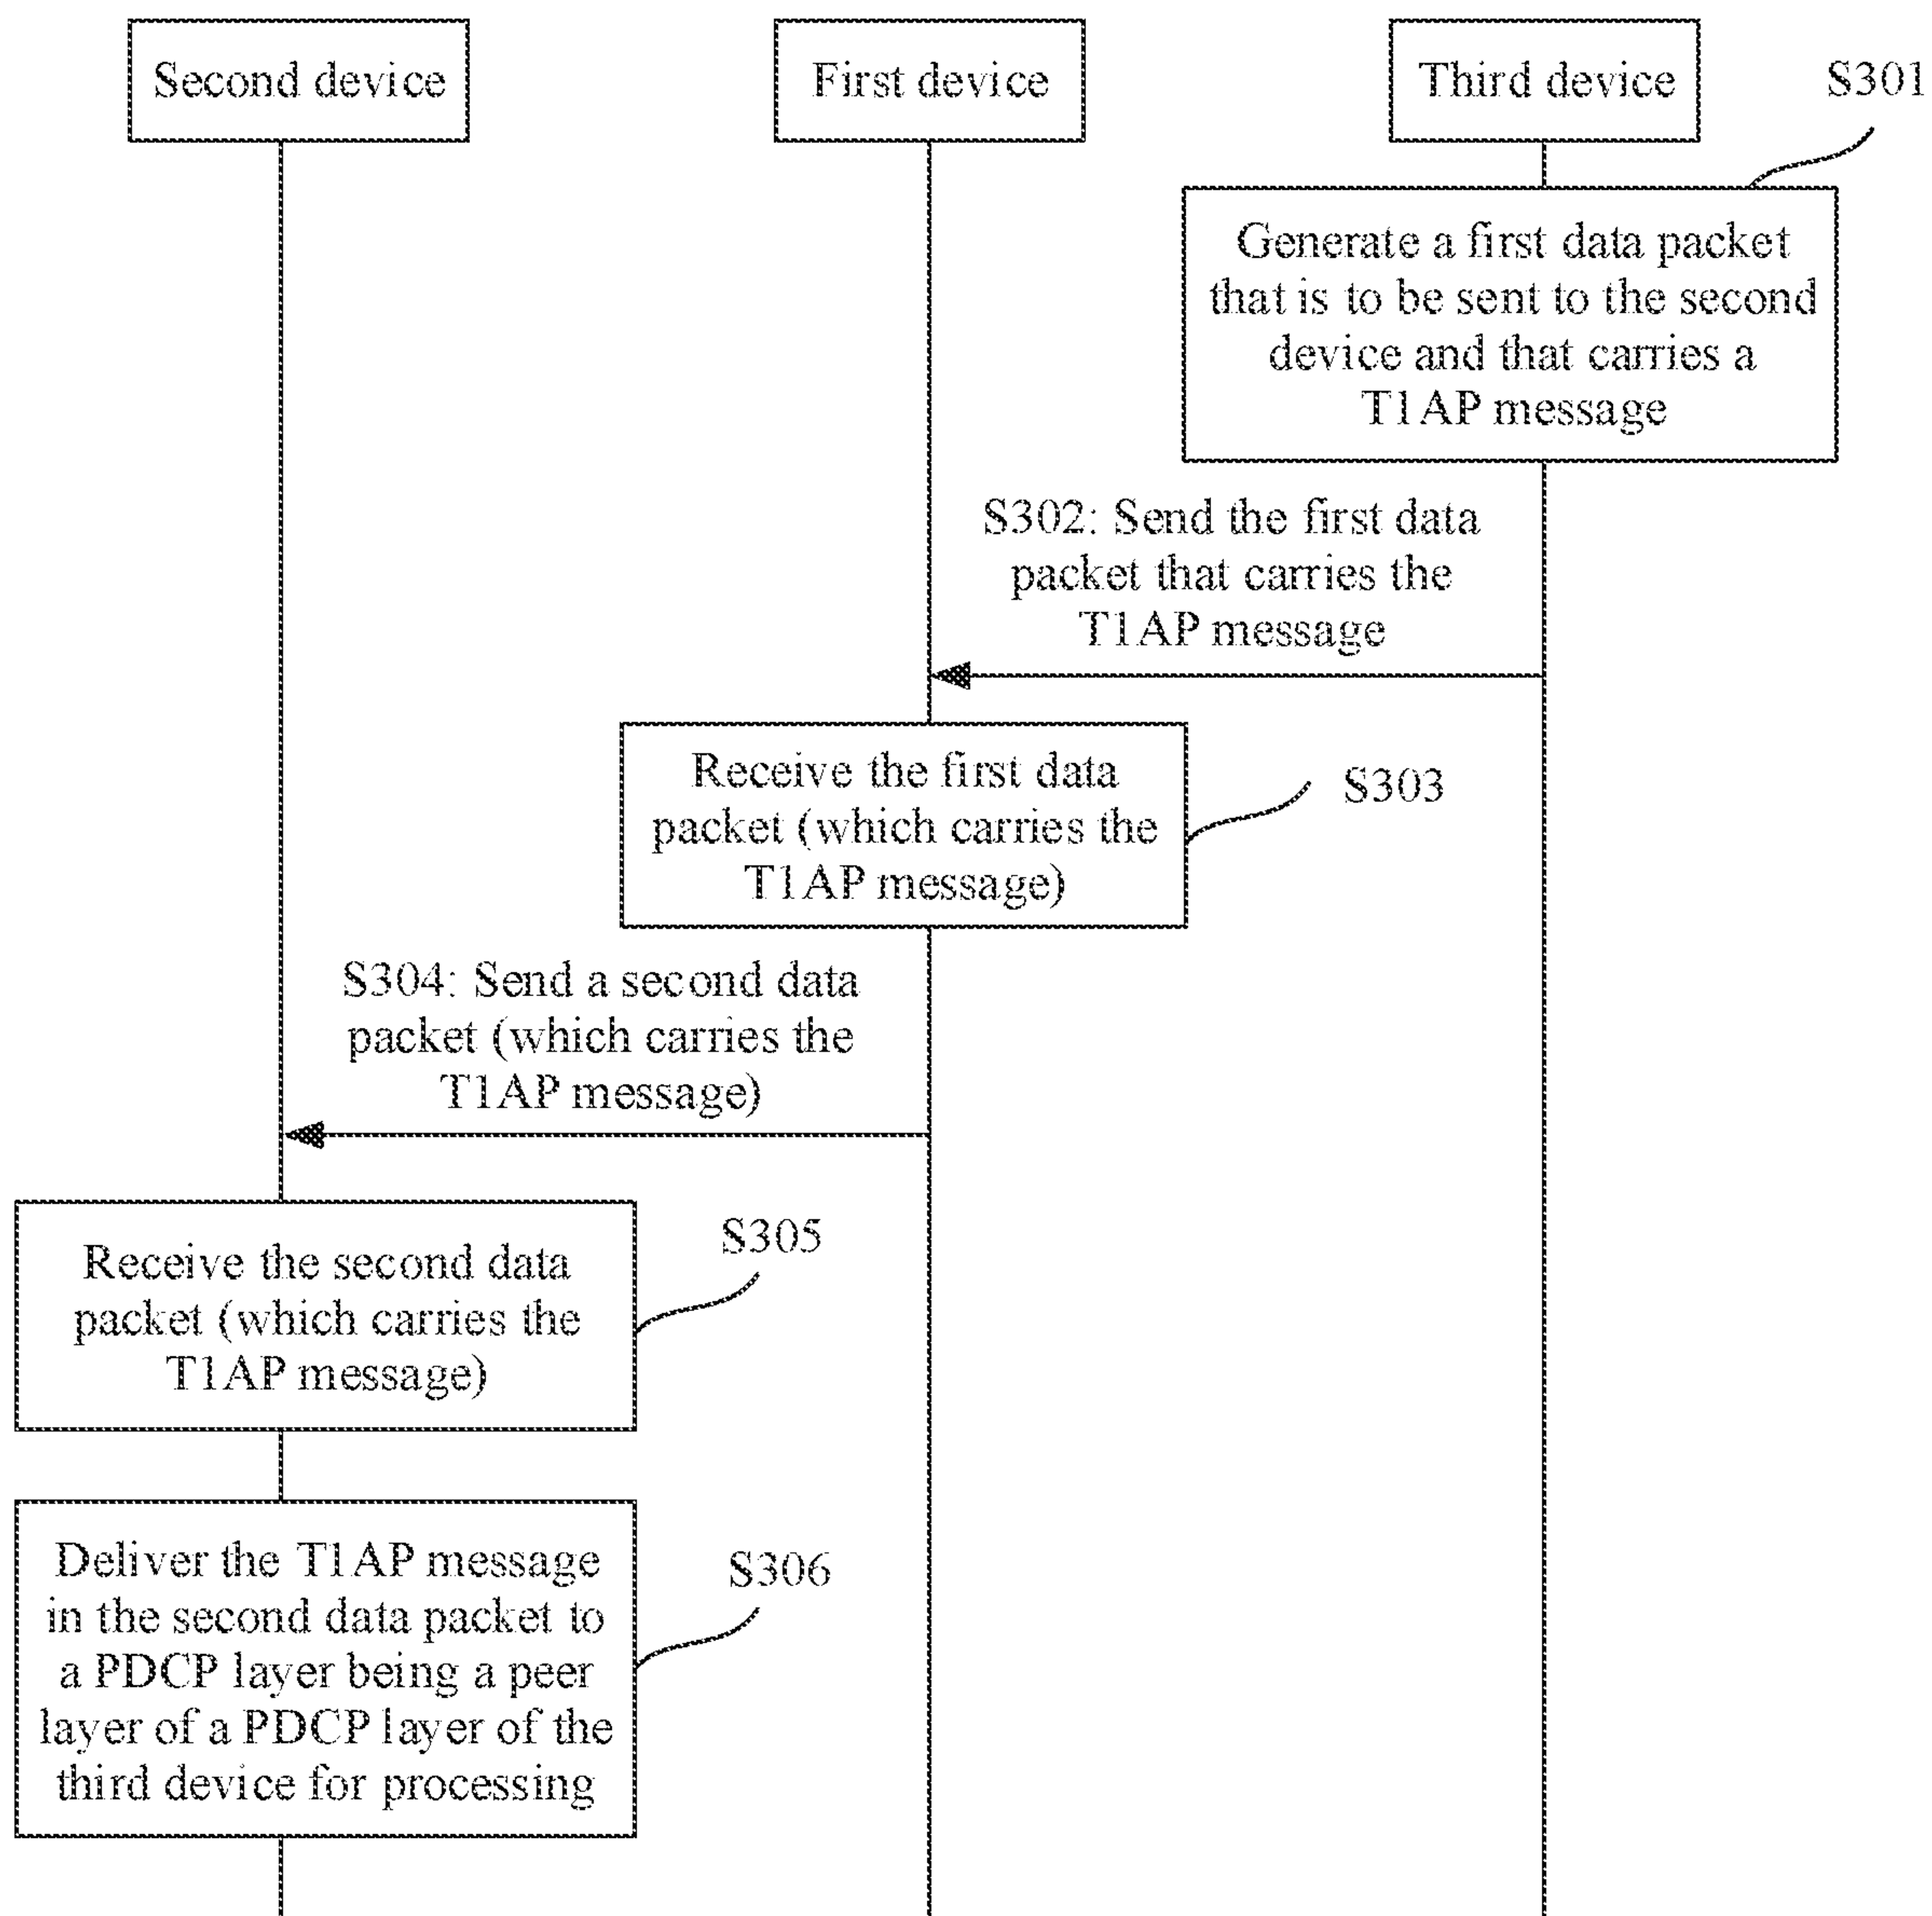 Second device
First device
Third device
S301
Generate a first data packet
that is to be sent to the second
device and that carries a
T1AP message
S302: Send the first data
packet that carries the
T1AP message
Receive the first data
packet (which carries the
T1AP message)
S303
S304: Send a second data
packet (which carries the
T1AP message)
Receive the second data
packet (which carries the
T1AP message)
S305
Deliver the T1AP message
in the second data packet to
a PDCP layer being a peer
layer of a PDCP layer of the
third device for processing
S306